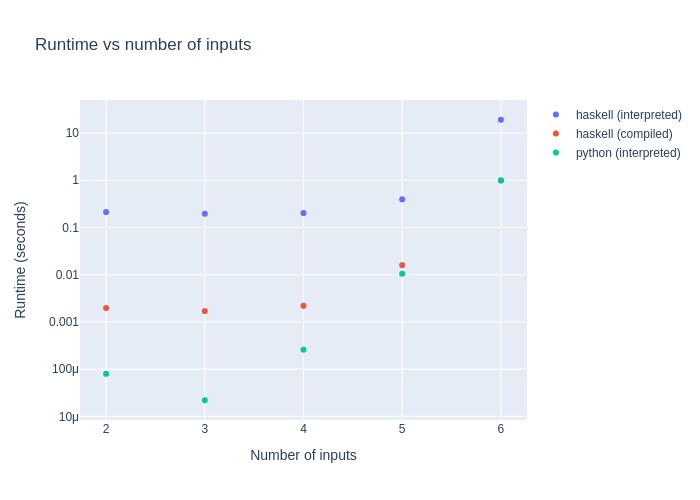 Runtime vs number of inputs
haskell (interpreted)
haskell (compiled)
python (interpreted)
Runtime (seconds)
10
1
0.1
0.01
0.001
100μ
10μ
2 3 4 5 6
Number of inputs